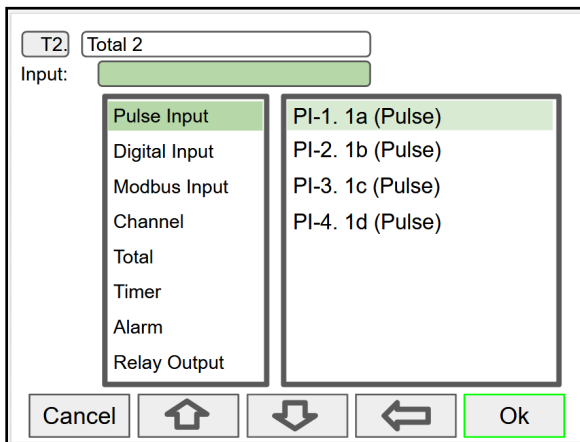 T2. Total 2
Input:
Pulse Input
Digital Input
Modbus Input
Channel
Total
Timer
Alarm
Relay Output
PI-1. 1a (Pulse)
PI-2. 1b (Pulse)
PI-3. 1c (Pulse)
PI-4. 1d (Pulse)
Cancel
Ok